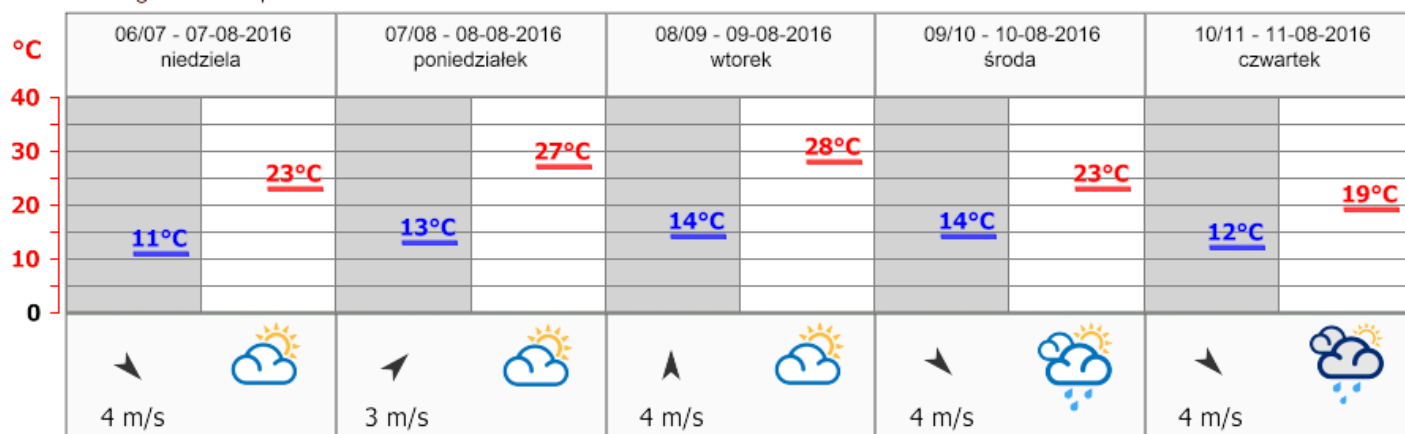 06/07 - 07-08-2016
niedziela
07/08 - 08-08-2016
poniedziałek
08/09 - 09-08-2016
wtorek
09/10 - 10-08-2016
środa
10/11 - 11-08-2016
czwartek
°C
40
30
20
10
0
11°C
23°C
13°C
27°C
14°C
28°C
14°C
23°C
12°C
19°C
4 m/s
3 m/s
4 m/s
4 m/s
4 m/s